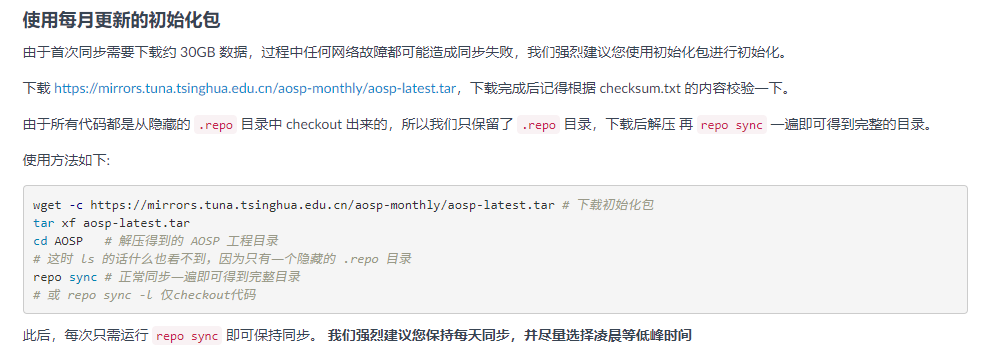 使用每月更新的初始化包
由于首次同步需要下载约 30GB 数据，过程中任何网络故障都可能造成同步失败，我们强烈建议您使用初始化包进行初始化。
下载 https://mirrors.tuna.tsinghua.edu.cn/aosp-monthly/aosp-latest.tar，下载完成后记得根据 checksum.txt 的内容校验一下。
由于所有代码都是从隐藏的 .repo 目录中 checkout 出来的，所以我们只保留了 .repo 目录，下载后解压 再 repo sync 一遍即可得到完整的目录。
使用方法如下:
wget -c https://mirrors.tuna.tsinghua.edu.cn/aosp-monthly/aosp-latest.tar # 下载初始化包
tar xf aosp-latest.tar
cd AOSP   # 解压得到的 AOSP 工程目录
# 这时 ls 的话什么也看不到，因为只有一个隐藏的 .repo 目录
repo sync # 正常同步一遍即可得到完整目录
# 或 repo sync -l 仅checkout代码
此后，每次只需运行 repo sync 即可保持同步。 我们强烈建议您保持每天同步，并尽量选择凌晨等低峰时间